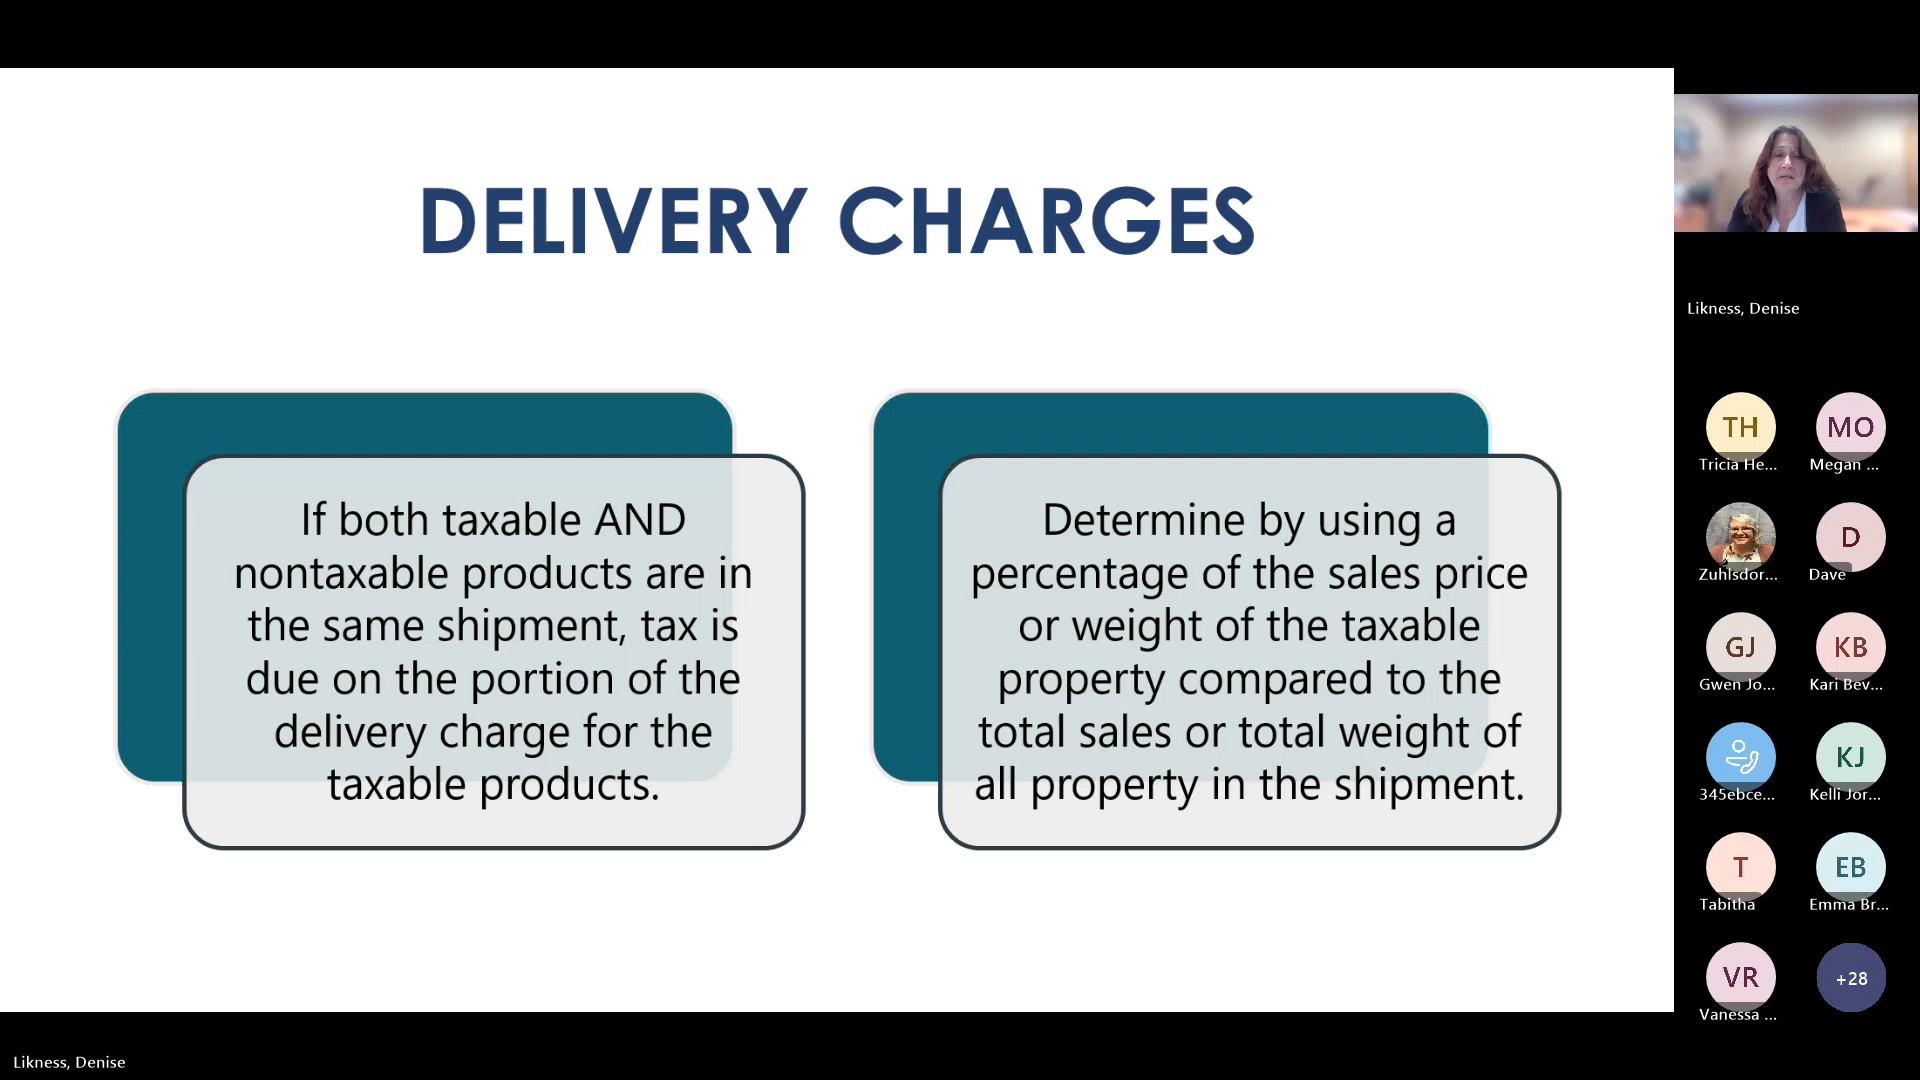 DELIVERY CHARGES
If both taxable AND
nontaxable products are in
the same shipment, tax is
due on the portion of the
delivery charge for the
taxable products.
Determine by using a
percentage of the sales price
or weight of the taxable
property compared to the
total sales or total weight of
all property in the shipment.
Likness, Denise
TH
Tricia He...
MO
Megan ...
Zuhlsdor...
D
Dave
GJ
Gwen Jo...
KB
Kari Bev...
345ebce...
KJ
Kelli Jor...
T
Tabitha
EB
Emma Br...
VR
Vanessa ...
+28
Likness, Denise